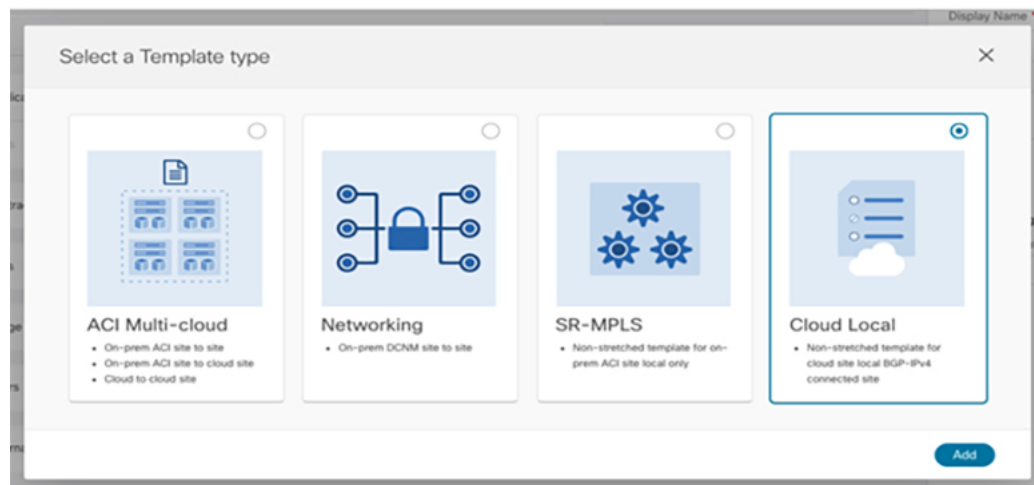 Display Name *
Select a Template type
ACI Multi-cloud
• On-prem ACI site to site
• On-prem ACI site to cloud site
• Cloud to cloud site
Networking
• On-prem DCNM site to site
SR-MPLS
• Non-stretched template for on-
prem ACI site local only
Cloud Local
• Non-stretched template for
cloud site local BGP-IPv4
connected site
Add